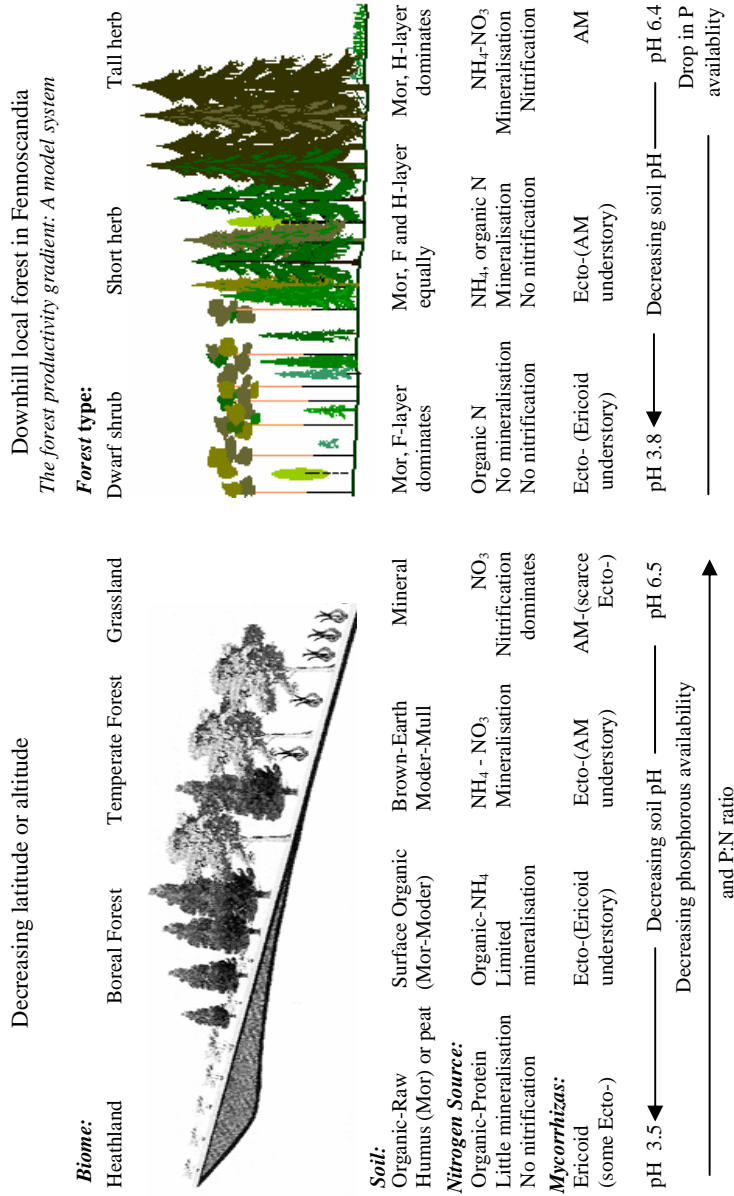 Decreasing latitude or altitude
Biome:
Heathland Boreal Forest Temperate Forest Grassland
Soil:
Organic-Raw Surface Organic Brown-Earth Mineral
Humus (Mor) or peat (Mor-Moder) Moder-Mull
Nitrogen Source:
Organic-Protein Organic-NH4 NH4 - NO3 NO3
Little mineralisation Limited Mineralisation Nitrification
No nitrification mineralisation dominates
Mycorrhizas:
Ericoid Ecto-(Ericoid Ecto-(AM AM-(scarce
(some Ecto-) understory) understory) Ecto-)
pH 3.5 Decreasing soil pH pH 6.5
Decreasing phosphorous availability
and P:N ratio
Downhill local forest in Fennoscandia
The forest productivity gradient: A model system
Forest type:
Dwarf shrub Short herb Tall herb
Mor, F-layer Mor, F and H-layer Mor, H-layer
dominates equally dominates
Organic N NH4, organic N NH4-NO3
No mineralisation Mineralisation Mineralisation
No nitrification No nitrification Nitrification
Ecto- (Ericoid Ecto-(AM AM
understory) understory)
pH 3.8 Decreasing soil pH pH 6.4
Drop in P
availablity